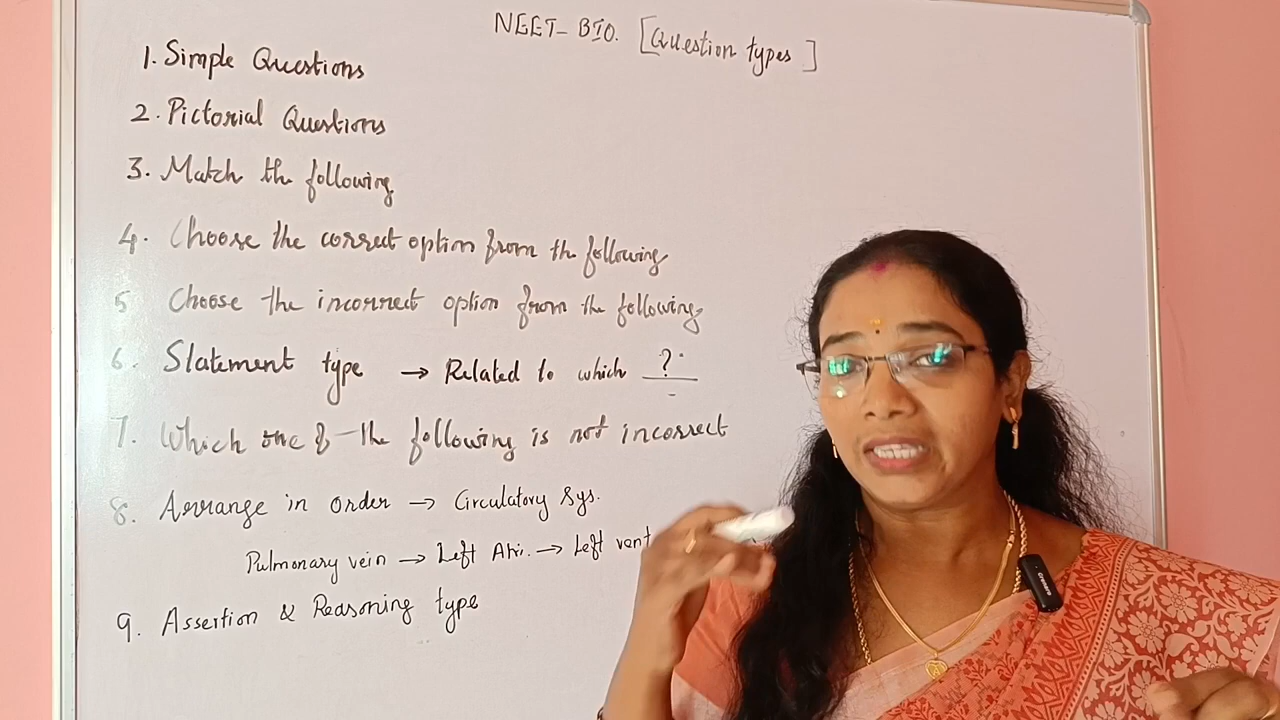 NEET- BIO. [Question types]
1. Simple Questions
2. Pictorial Questions
3. Match the following
4. Choose the correct option from the following
5 Choose the incorrect option from the following
6. Statement type → Related to which ?
7. Which one of the following is not incorrect
8. Arrange in order → Circulatory Sys.
Pulmonary vein → Left Atri. → Left vent
9. Assertion & Reasoning type